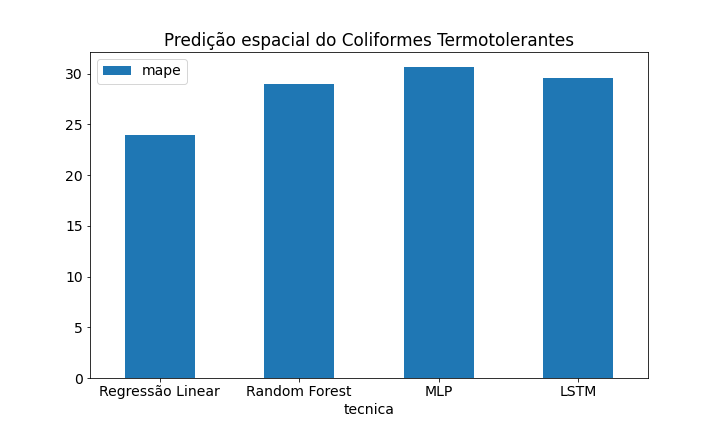 Predição espacial do Coliformes Termotolerantes
mape
30
25
20
15
10
5
0
Regressão Linear Random Forest MLP LSTM
tecnica